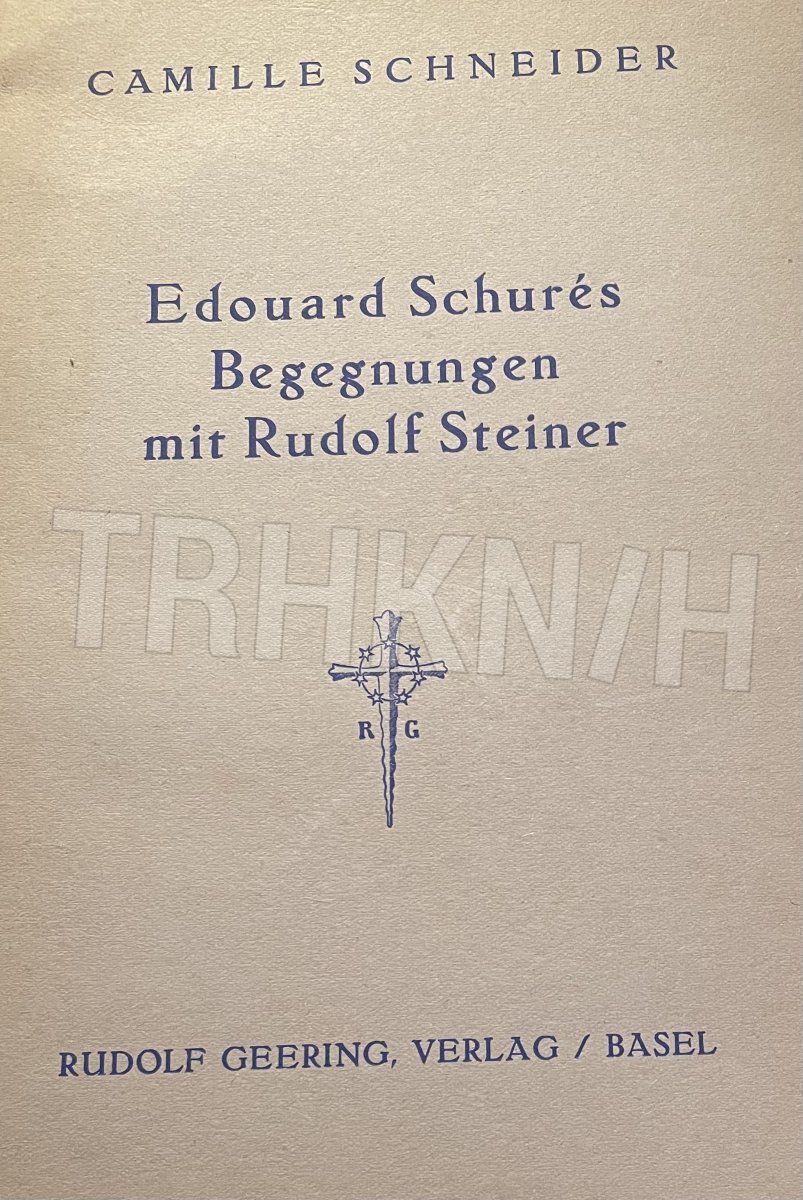 CAMILLE SCHNEIDER
Edouard Schurés
Begegnungen
mit Rudolf Steiner
TRHKN/H
R G
RUDOLF GEERING, VERLAG / BASEL